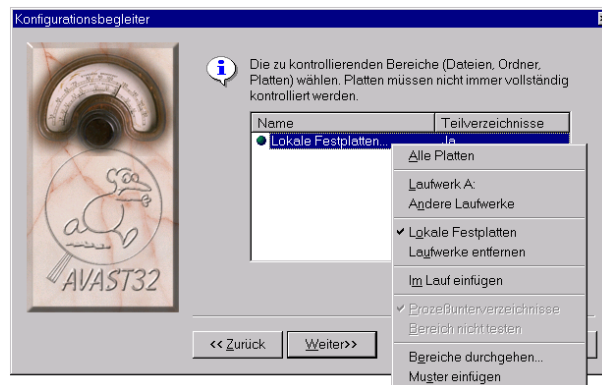 Konfigurationsbegleiter
Die zu kontrollierenden Bereiche (Dateien, Ordner,
Platten) wählen. Platten müssen nicht immer vollständig
kontrolliert werden.
Name Teilverzeichnisse
Lokale Festplatten... Ja
Alle Platten
Laufwerk A:
Andere Laufwerke
Lokale Festplatten
Laufwerke entfernen
Im Lauf einfügen
Prozeßunterverzeichnisse
Bereich nicht testen
Bereiche durchgehen...
Muster einfügen
AVAST32
<< Zurück Weiter>>